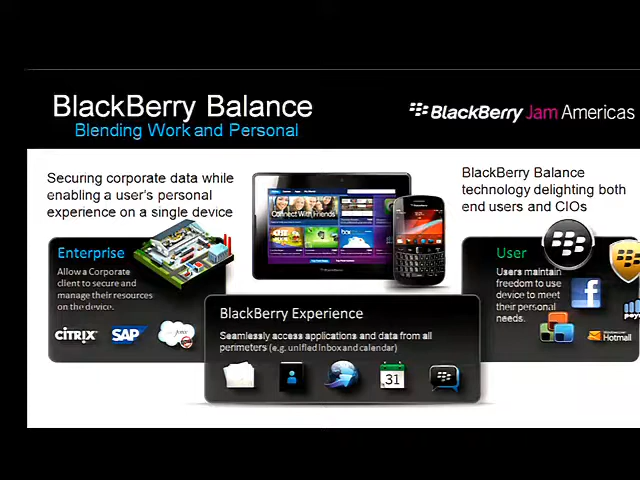 BlackBerry Balance
Blending Work and Personal
BlackBerry Jam Americas
Securing corporate data while
enabling a user's personal
experience on a single device
BlackBerry Balance
technology delighting both
end users and CIOs
Connect With Friends
Enterprise
Allow a Corporate
client to secure and
manage their resources
on the device.
CITRIX
SAP
BlackBerry Experience
Seamlessly access applications and data from all
perimeters (e.g. unified inbox and calendar)
31
User
Users maintain
freedom to use
device to meet
their personal
needs.
f
Hotmail